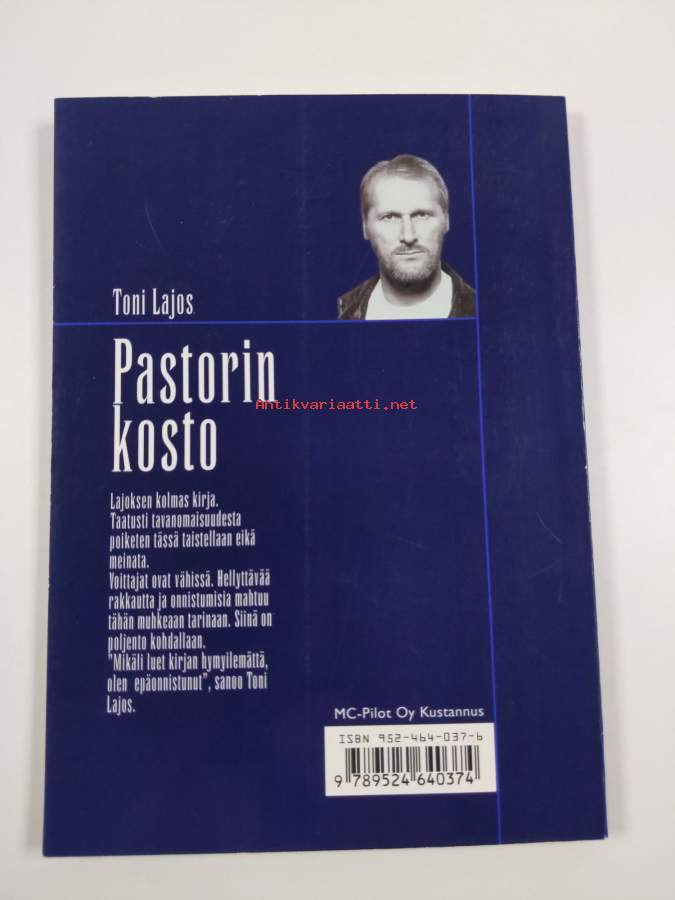 Toni Lajos
Pastorin
Antikvariaatti.net
kosto
Lajoksen kolmas kirja.
Taatusti tavanomaisuudesta
poiketen tässä taistellaan eikä
meinata.
Voittajat ovat vähissä. Hellyttävää
rakkautta ja onnistumisia mahtuu
tähän muhkeaan tarinaan. Siinä on
poljento kohdallaan.
"Mikäli luet kirjan hymyilemättä,
olen epäonnistunut", sanoo Toni
Lajos.
MC-Pilot Oy Kustannus
ISBN 952-464-037-6
9 789524 640374